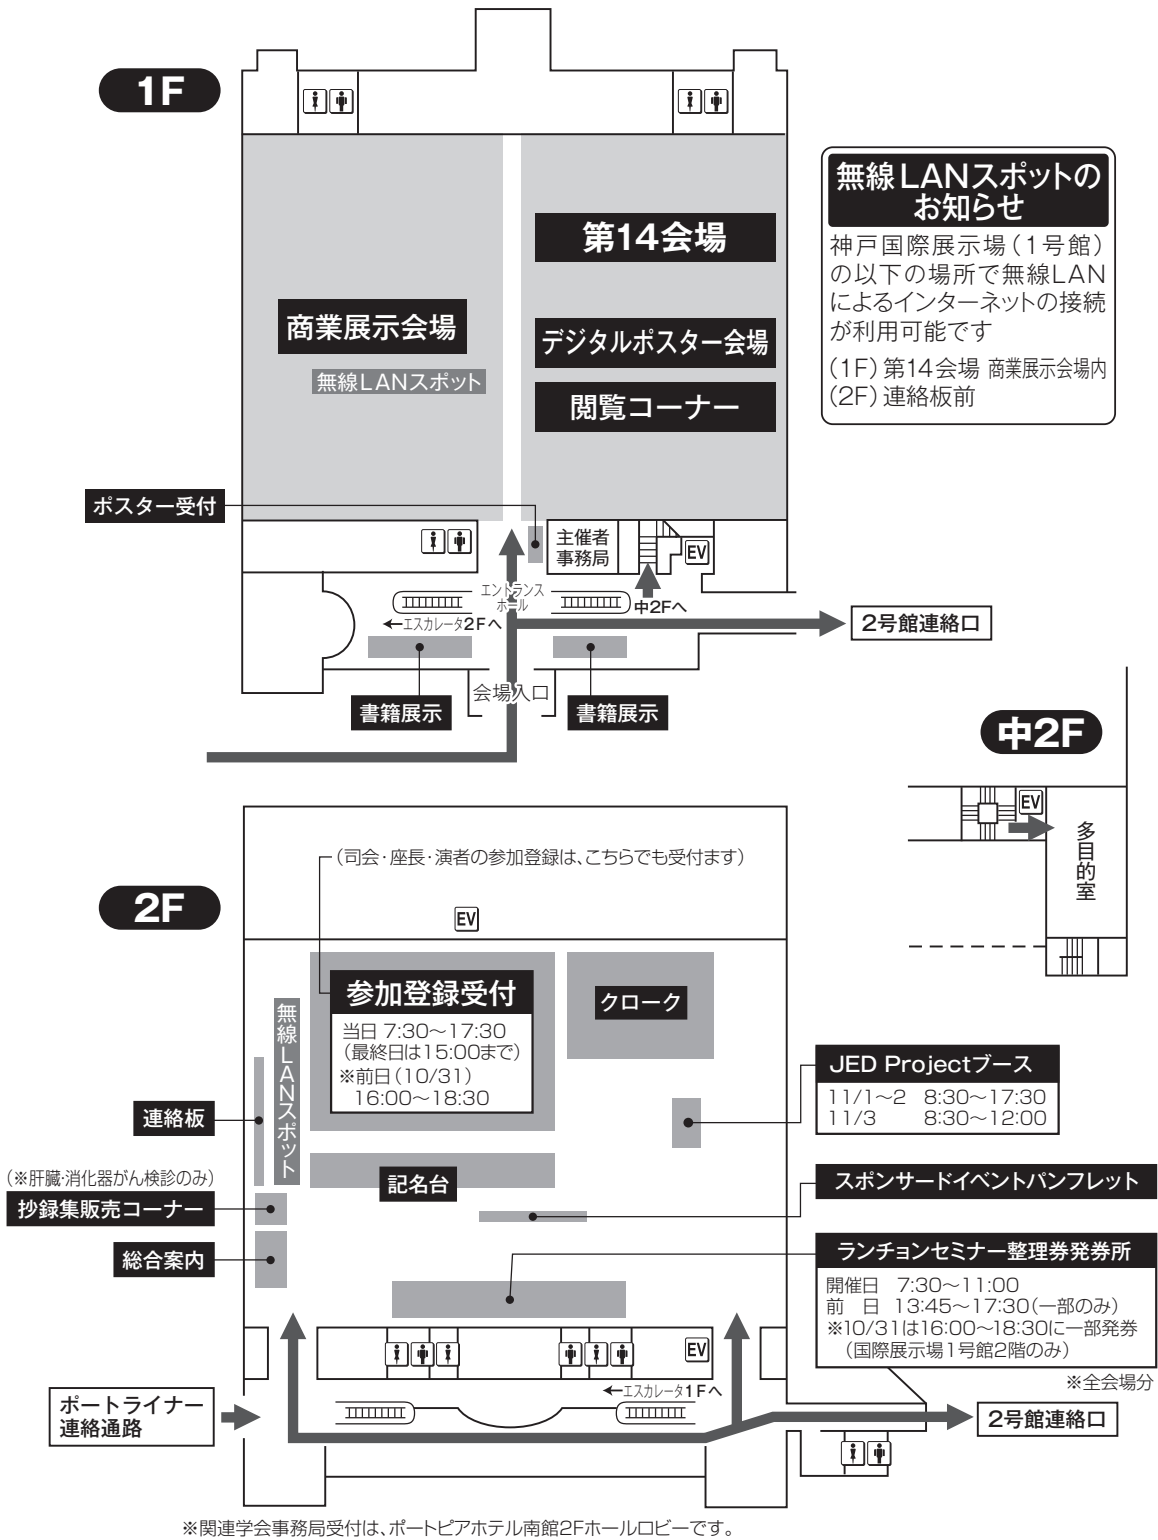 1F
無線LANスポットの
お知らせ
神戸国際展示場（1号館）
の以下の場所で無線LAN
によるインターネットの接続
が利用可能です
（1F）第14会場 商業展示会場内
（2F）連絡板前
第14会場
商業展示会場
デジタルポスター会場
無線LANスポット
閲覧コーナー
ポスター受付
主催者
事務局
EV
エントランス
ホール
中2Fへ
←エスカレータ2Fへ
2号館連絡口
会場入口
書籍展示
書籍展示
中2F
EV
多目的室
2F
（司会・座長・演者の参加登録は、こちらでも受付ます）
EV
参加登録受付
当日 7:30～17:30
（最終日は15:00まで）
※前日（10/31）
16:00～18:30
クローク
無線LANスポット
JED Projectブース
11/1～2 8:30～17:30
11/3 8:30～12:00
連絡板
（※肝臓・消化器がん検診のみ）
抄録集販売コーナー
記名台
スポンサードイベントパンフレット
総合案内
ランチョンセミナー整理券発券所
開催日 7:30～11:00
前　日 13:45～17:30（一部のみ）
※10/31は16:00～18:30に一部発券
（国際展示場1号館2階のみ）
※全会場分
EV
←エスカレータ1Fへ
ポートライナー
連絡通路
2号館連絡口
※関連学会事務局受付は、ポートピアホテル南館2Fホールロビーです。